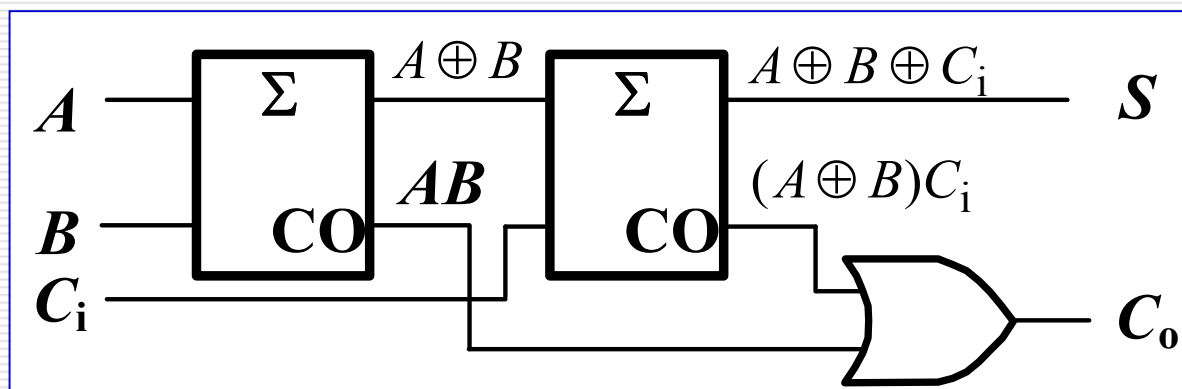 A ⊕ B
A ⊕ B ⊕ Cᵢ
Σ
Σ
A
S
AB
(A ⊕ B)Cᵢ
B
CO
CO
Cᵢ
Cₒ